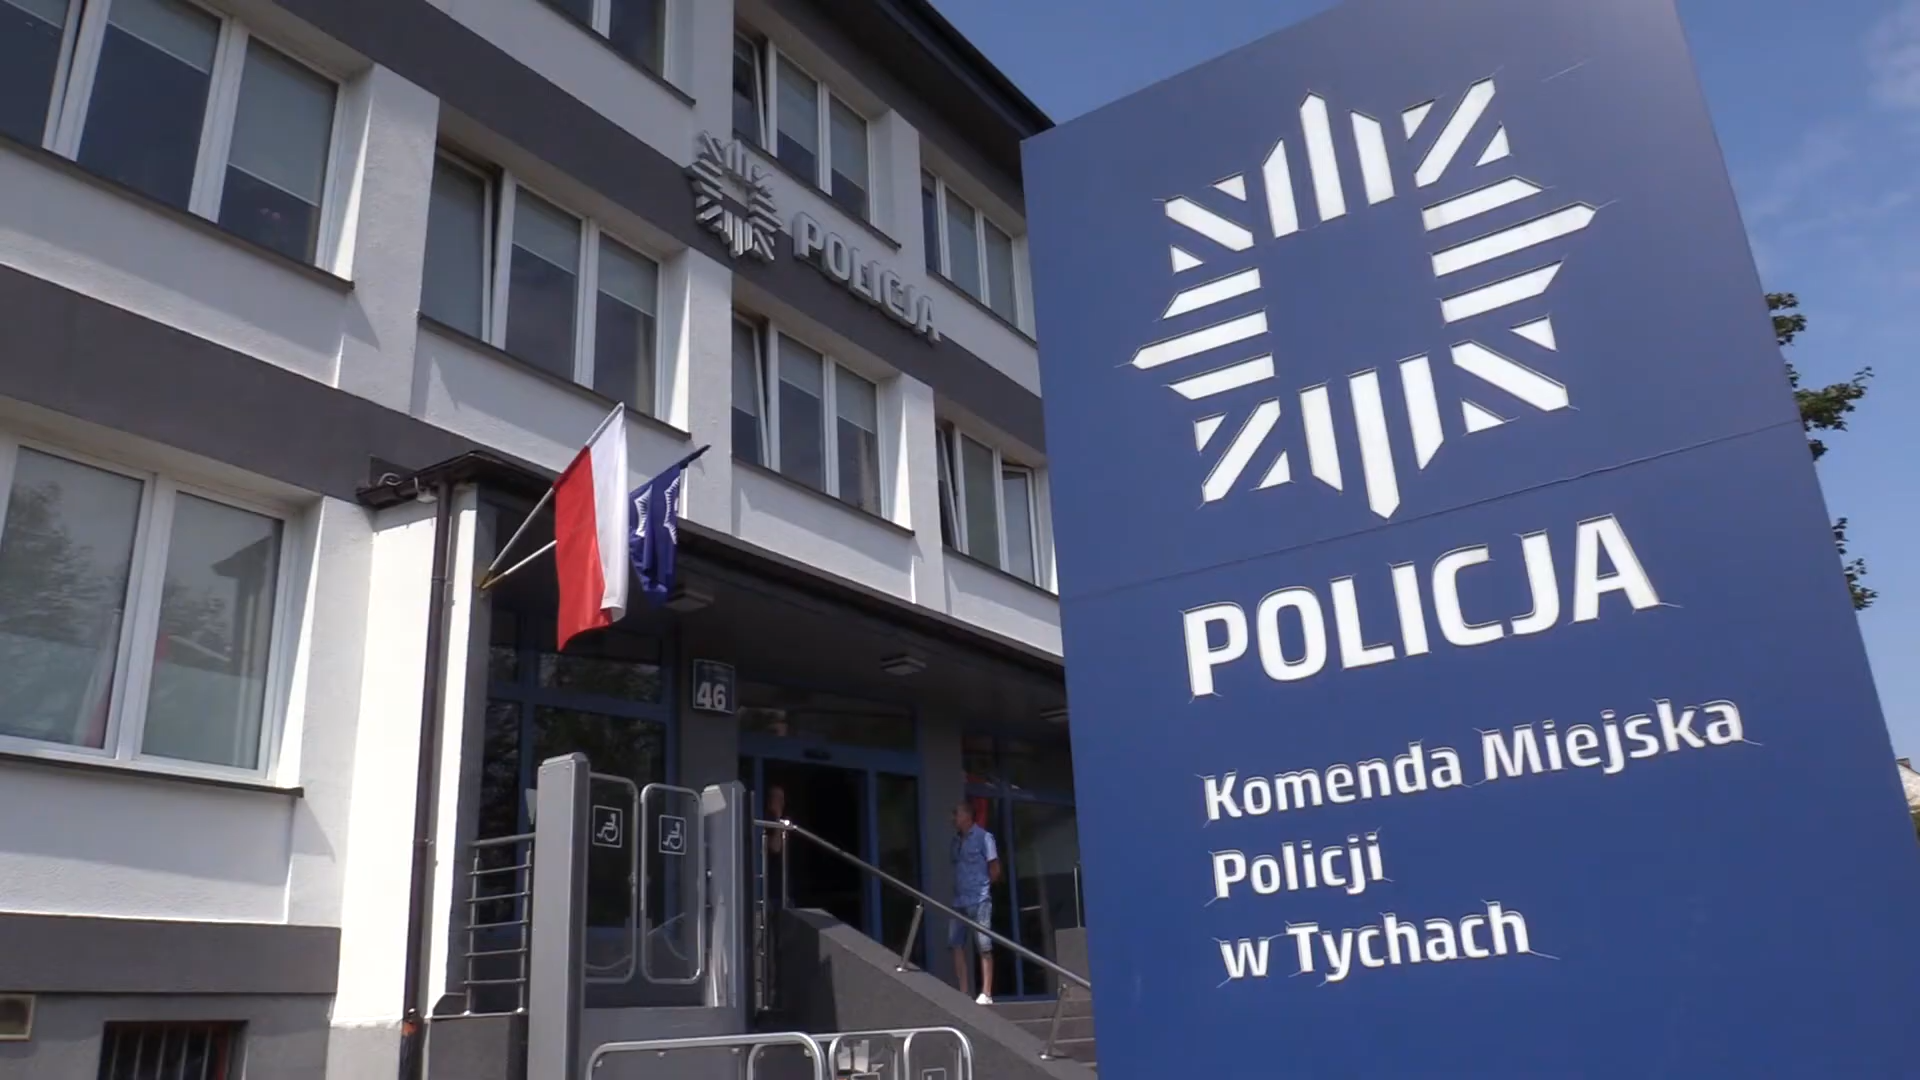 POLICJA
46
POLICJA
Komenda Miejska
Policji
w Tychach